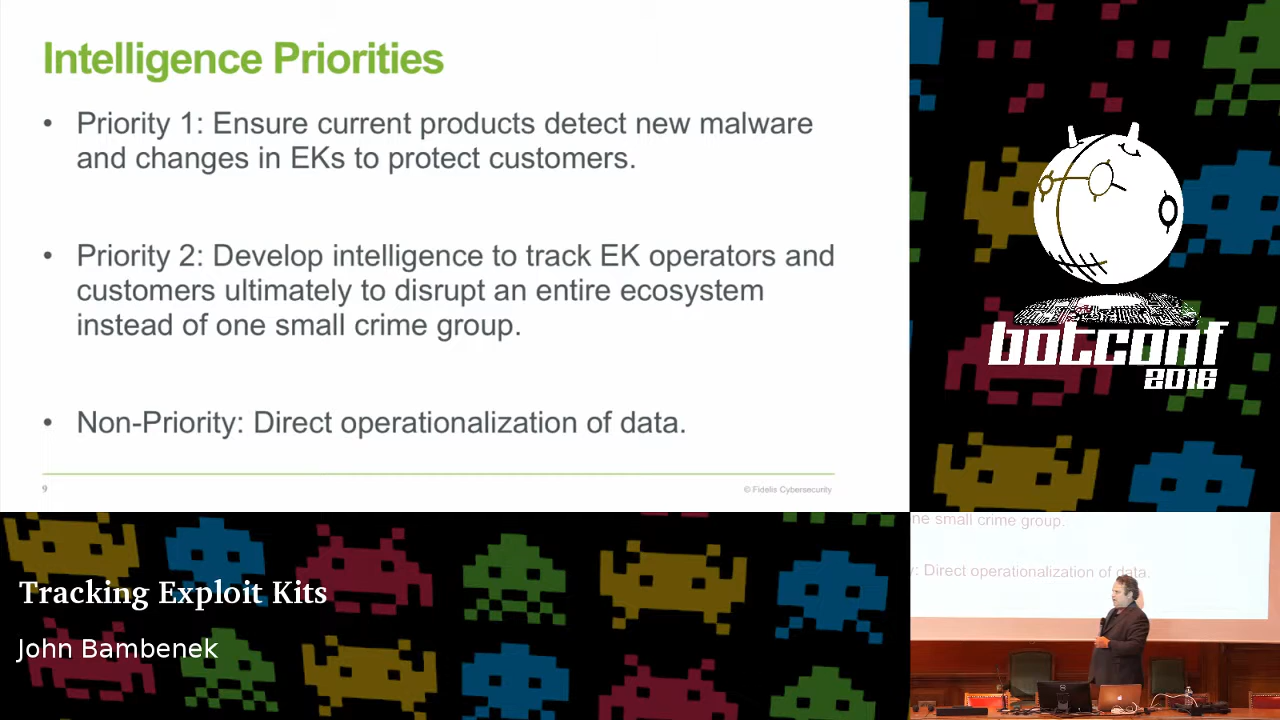 Intelligence Priorities
• Priority 1: Ensure current products detect new malware
and changes in EKs to protect customers.
• Priority 2: Develop intelligence to track EK operators and
customers ultimately to disrupt an entire ecosystem
instead of one small crime group.
• Non-Priority: Direct operationalization of data.
9
© Fidelis Cybersecurity
botconf
2016
Tracking Exploit Kits
John Bambenek
ne small crime group.
: Direct operationalization of data.